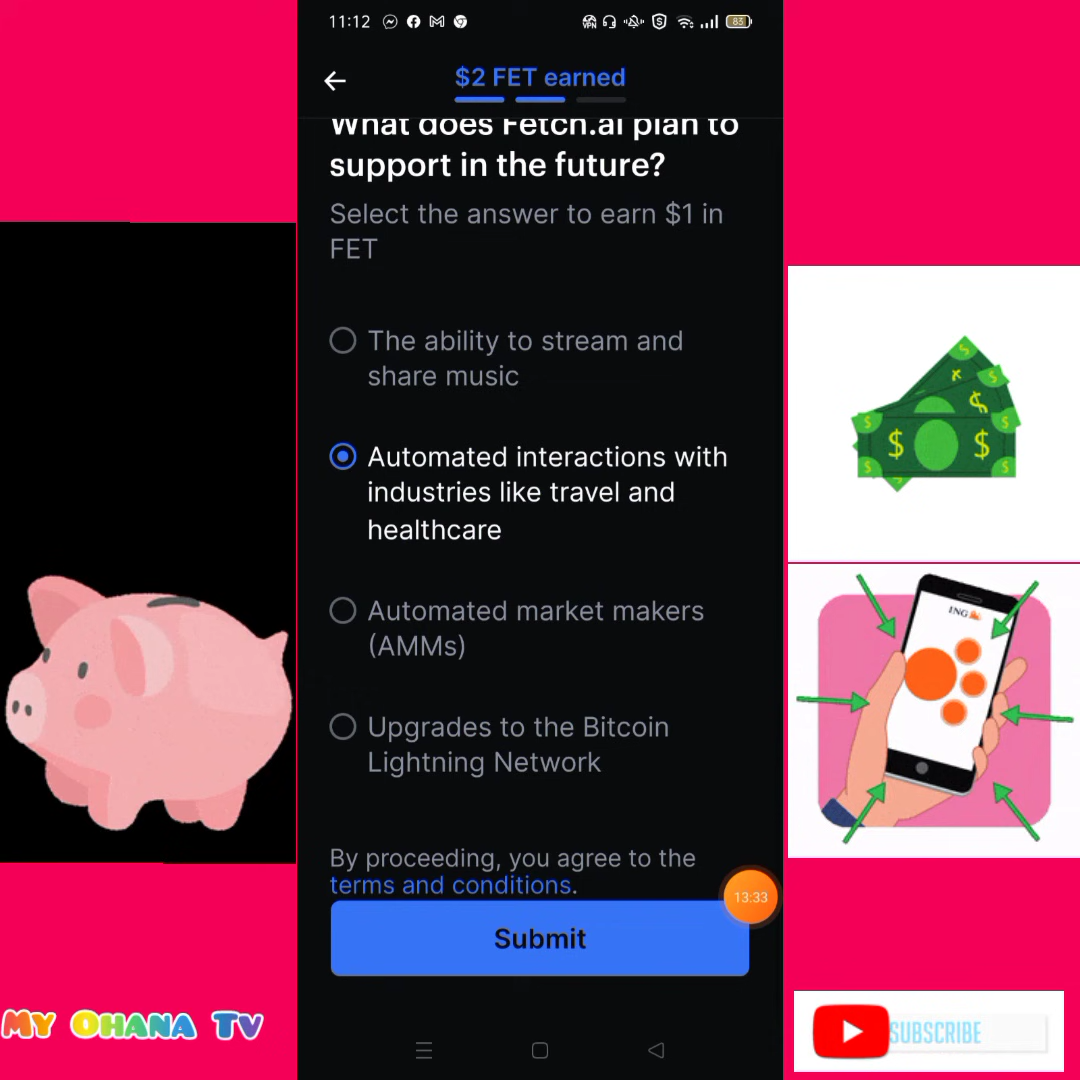 11:12
VPN
83
$2 FET earned
What does Fetch.ai plan to
support in the future?
Select the answer to earn $1 in
FET
The ability to stream and
share music
Automated interactions with
industries like travel and
healthcare
Automated market makers
(AMMs)
Upgrades to the Bitcoin
Lightning Network
By proceeding, you agree to the
terms and conditions.
13:33
Submit
ING
My Ohana Tv
SUBSCRIBE